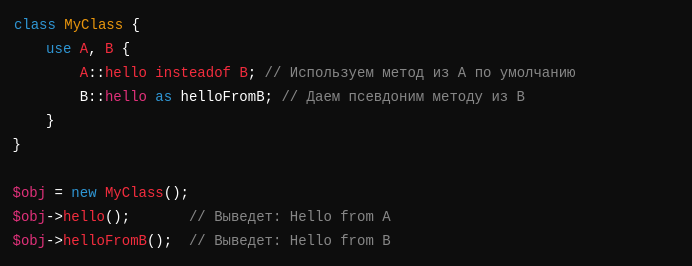 class MyClass {
    use A, B {
        A::hello insteadof B; // Используем метод из A по умолчанию
        B::hello as helloFromB; // Даем псевдоним методу из B
    }
}

$obj = new MyClass();
$obj->hello();       // Выведет: Hello from A
$obj->helloFromB();  // Выведет: Hello from B